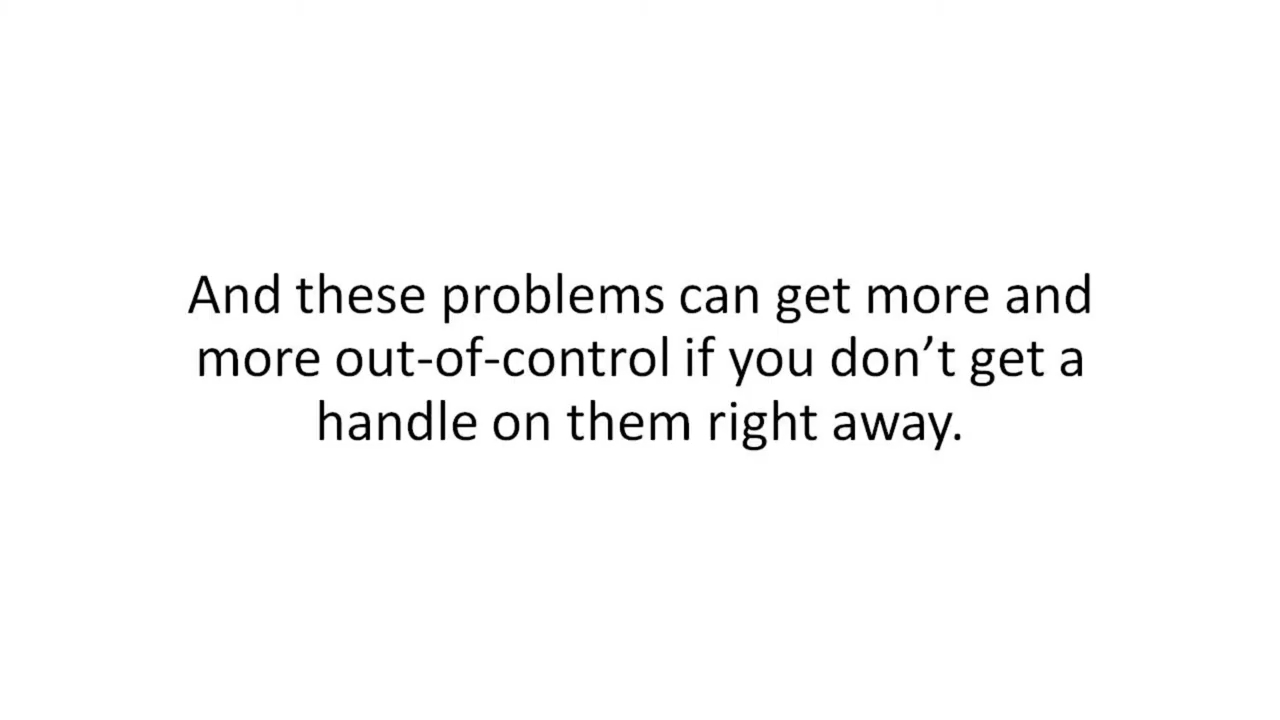 And these problems can get more and
more out-of-control if you don’t get a
handle on them right away.